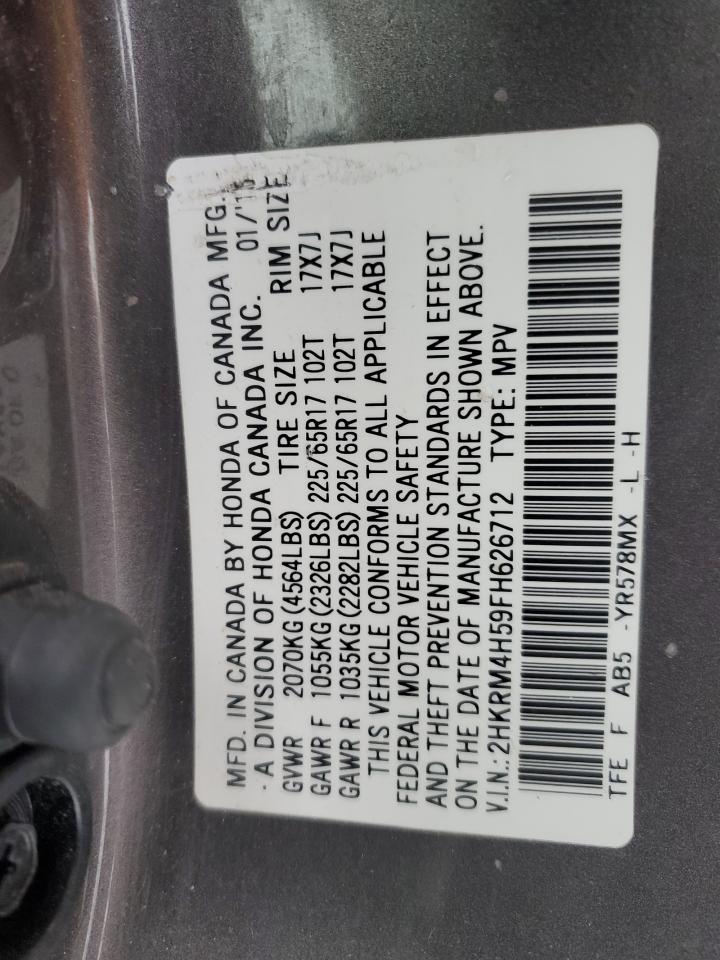 MFD. IN CANADA BY HONDA OF CANADA MFG.
A DIVISION OF HONDA CANADA INC. 01/'15
GVWR 2070KG(4564LBS) TIRE SIZE RIM SIZE
GAWR F 1055KG(2326LBS) 225/65R17 102T 17X7J
GAWR R 1035KG(2282LBS) 225/65R17 102T 17X7J
THIS VEHICLE CONFORMS TO ALL APPLICABLE
FEDERAL MOTOR VEHICLE SAFETY
AND THEFT PREVENTION STANDARDS IN EFFECT
ON THE DATE OF MANUFACTURE SHOWN ABOVE.
V.I.N.: 2HKRM4H59FH626712 TYPE: MPV
TFE F AB5 -YR578MX -L -H